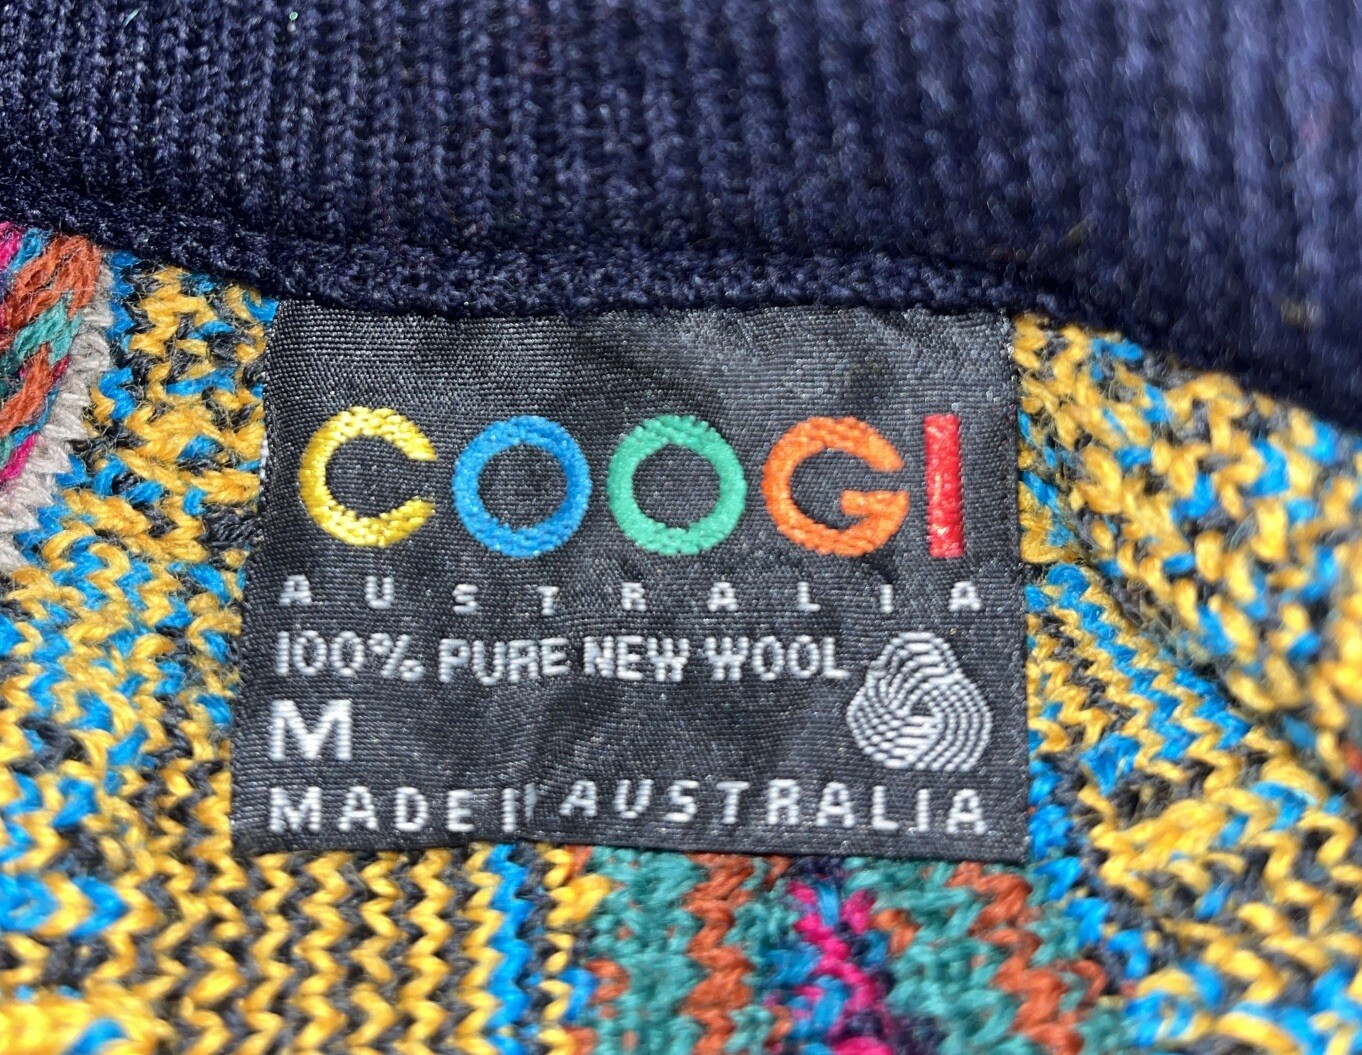 COOGI
AUSTRALIA
100% PURE NEW WOOL
M
MADE IN AUSTRALIA